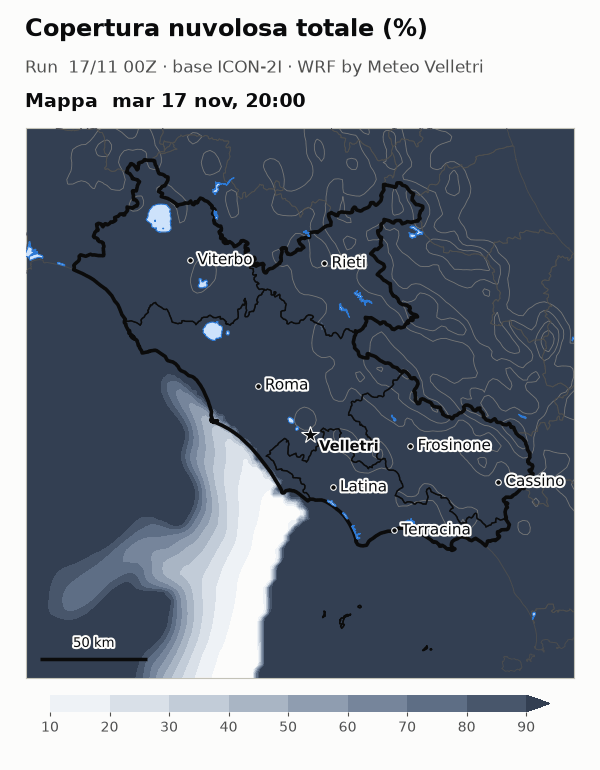 Copertura nuvolosa totale (%)
Run  17/11 00Z · base ICON-2I · WRF by Meteo Velletri
Mappa  mar 17 nov, 20:00
Viterbo
Rieti
Roma
Velletri
Frosinone
Latina
Cassino
Terracina
50 km
10 20 30 40 50 60 70 80 90